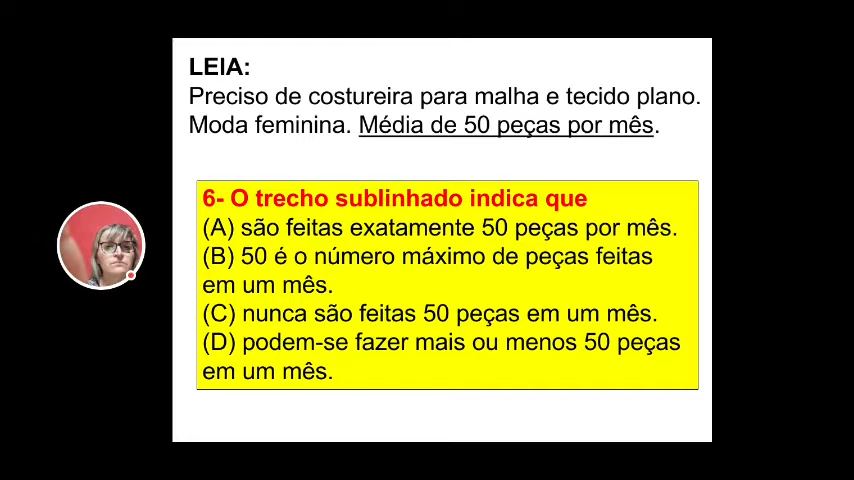 LEIA:
Preciso de costureira para malha e tecido plano.
Moda feminina. Média de 50 peças por mês.
6- O trecho sublinhado indica que
(A) são feitas exatamente 50 peças por mês.
(B) 50 é o número máximo de peças feitas
em um mês.
(C) nunca são feitas 50 peças em um mês.
(D) podem-se fazer mais ou menos 50 peças
em um mês.